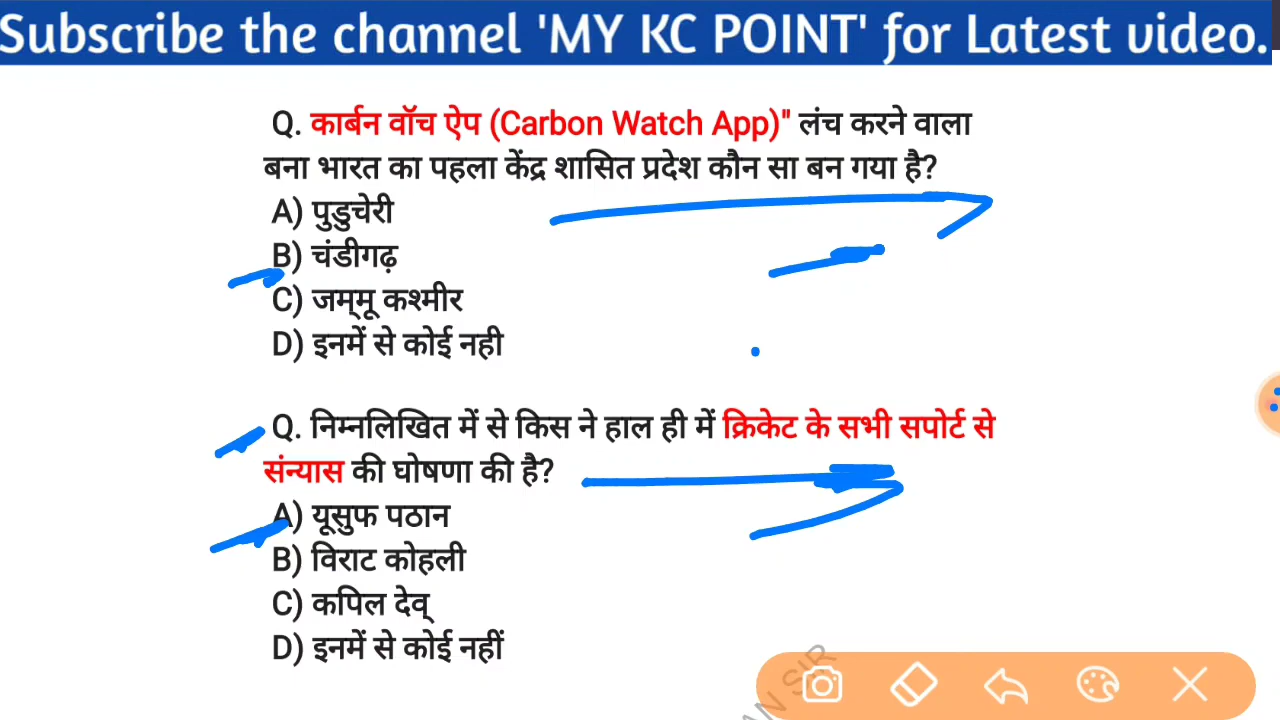 Subscribe the channel 'MY KC POINT' for Latest video.
Q. कार्बन वॉच ऐप (Carbon Watch App)" लंच करने वाला
बना भारत का पहला केंद्र शासित प्रदेश कौन सा बन गया है?
A) पुडुचेरी
B) चंडीगढ़
C) जम्मू कश्मीर
D) इनमें से कोई नही
Q. निम्नलिखित में से किस ने हाल ही में क्रिकेट के सभी सपोर्ट से
संन्यास की घोषणा की है?
A) यूसुफ पठान
B) विराट कोहली
C) कपिल देव्
D) इनमें से कोई नहीं
SIR